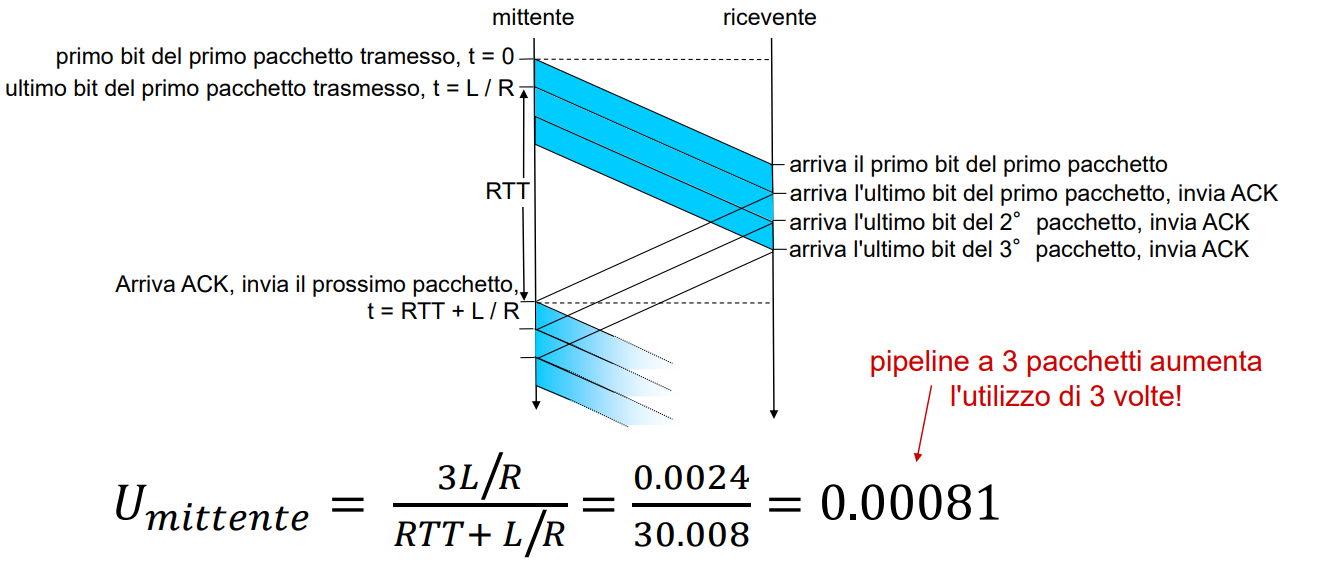 mittente
ricevente
primo bit del primo pacchetto tramesso, t = 0
ultimo bit del primo pacchetto trasmesso, t = L / R
RTT
arriva il primo bit del primo pacchetto
arriva l'ultimo bit del primo pacchetto, invia ACK
arriva l'ultimo bit del 2° pacchetto, invia ACK
arriva l'ultimo bit del 3° pacchetto, invia ACK
Arriva ACK, invia il prossimo pacchetto,
t = RTT + L / R
pipeline a 3 pacchetti aumenta
l'utilizzo di 3 volte!
U_mittente = (3L/R) / (RTT + L/R) = 0.0024 / 30.008 = 0.00081